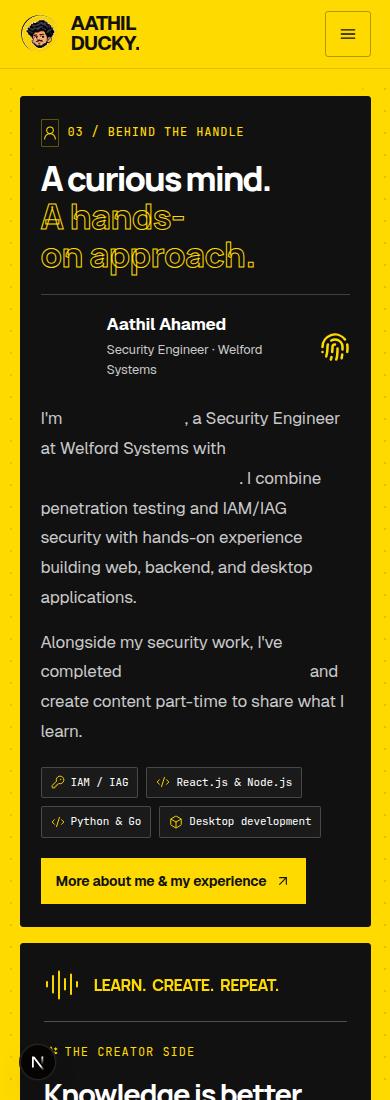 AATHIL
DUCKY.
03 / BEHIND THE HANDLE
A curious mind.
A hands-
on approach.
Aathil Ahamed
Security Engineer · Welford
Systems
I'm , a Security Engineer
at Welford Systems with
. I combine
penetration testing and IAM/IAG
security with hands-on experience
building web, backend, and desktop
applications.
Alongside my security work, I've
completed and
create content part-time to share what I
learn.
IAM / IAG
React.js & Node.js
Python & Go
Desktop development
More about me & my experience
LEARN. CREATE. REPEAT.
THE CREATOR SIDE
Knowledge is better